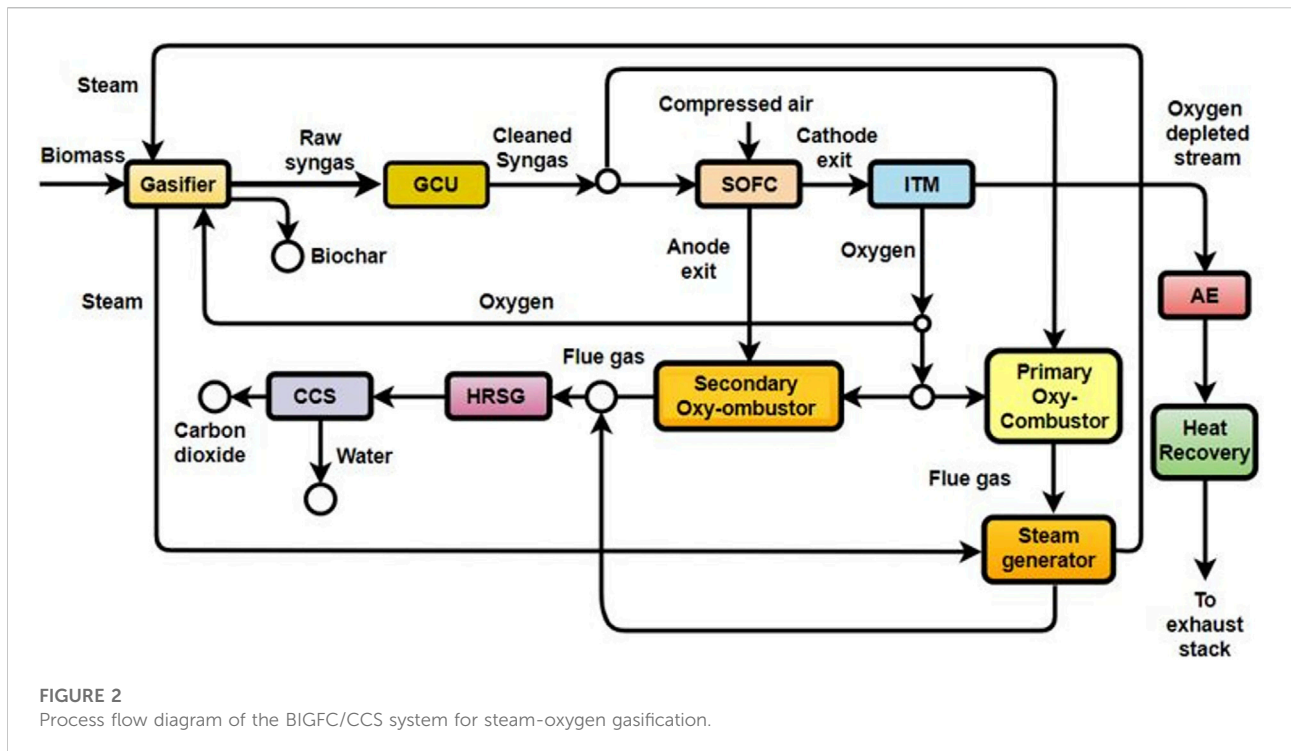 Steam
Compressed air
Oxygen
depleted
stream
Biomass
Raw
syngas
Cleaned
Syngas
Cathode
exit
Gasifier
GCU
SOFC
ITM
Biochar
Anode
exit
Oxygen
Steam
Oxygen
AE
Flue gas
CCS
HRSG
Secondary
Oxy-ombustor
Primary
Oxy-
Combustor
Heat
Recovery
Carbon
dioxide
Water
Flue gas
Steam
generator
To
exhaust
stack
FIGURE 2
Process flow diagram of the BIGFC/CCS system for steam-oxygen gasification.